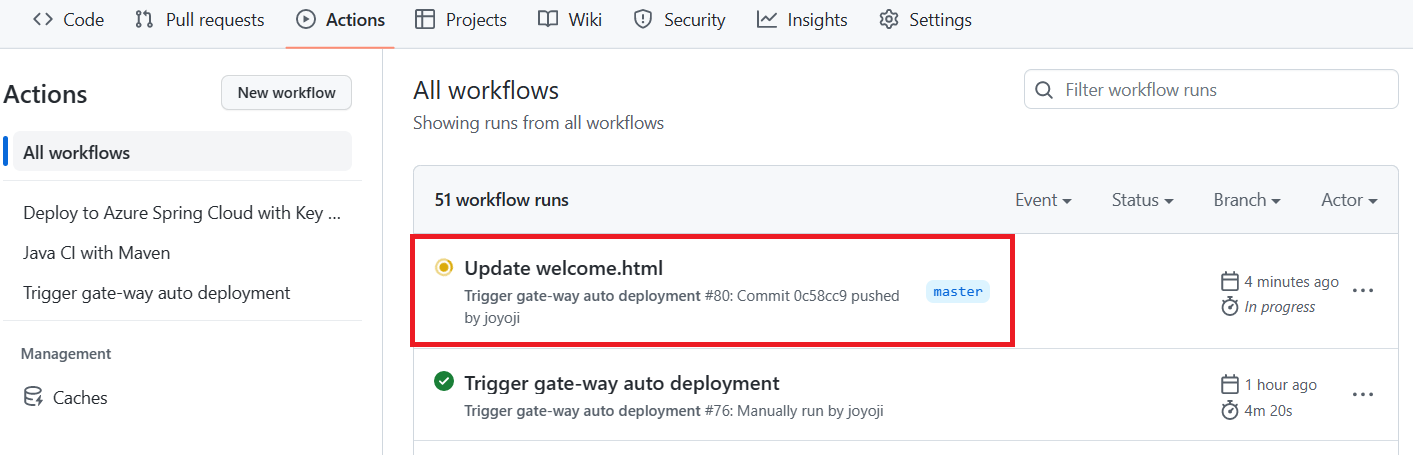 Code Pull requests Actions Projects Wiki Security Insights Settings
Actions
New workflow
All workflows
Deploy to Azure Spring Cloud with Key ...
Java CI with Maven
Trigger gate-way auto deployment
Management
Caches
All workflows
Showing runs from all workflows
Filter workflow runs
51 workflow runs
Event Status Branch Actor
Update welcome.html
Trigger gate-way auto deployment #80: Commit 0c58cc9 pushed
by joyoji
master
4 minutes ago
In progress
Trigger gate-way auto deployment
Trigger gate-way auto deployment #76: Manually run by joyoji
1 hour ago
4m 20s